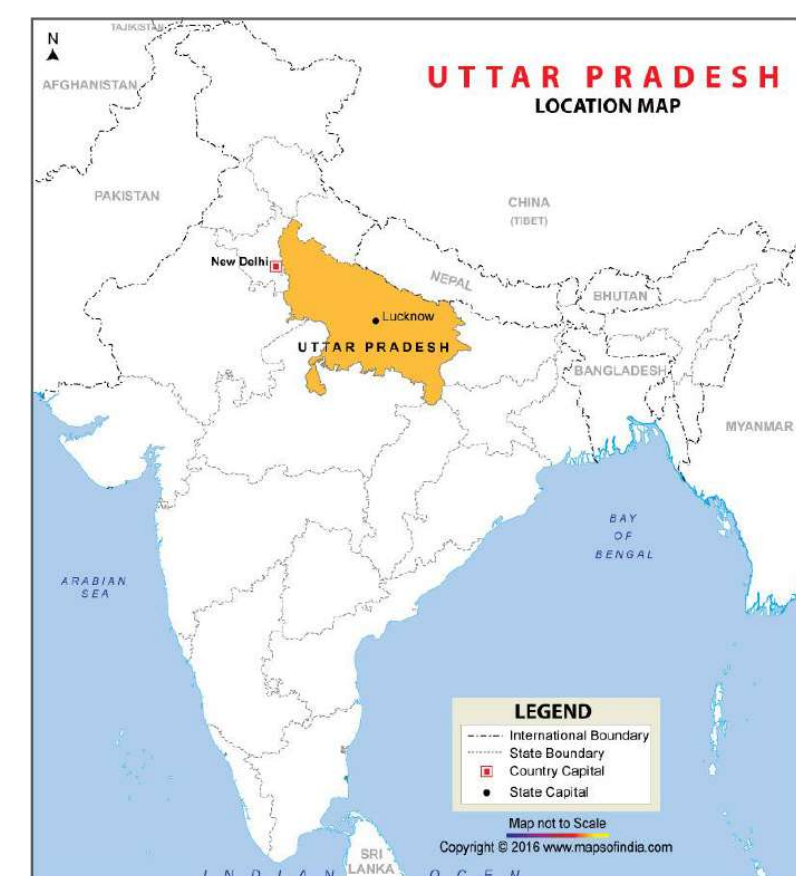 TAJIKISTAN
N
AFGHANISTAN
UTTAR PRADESH
LOCATION MAP
PAKISTAN
CHINA
(TIBET)
New Delhi
NEPAL
BHUTAN
Lucknow
UTTAR PRADESH
BANGLADESH
MYANMAR
BAY
OF
BENGAL
ARABIAN
SEA
LEGEND
International Boundary
State Boundary
Country Capital
State Capital
Map not to Scale
Copyright © 2016 www.mapsofindia.com
SRI
LANKA
INDIAN OCEN